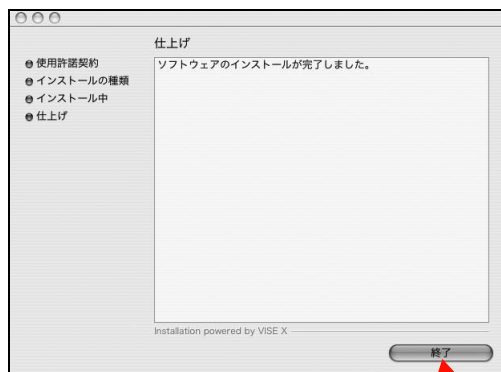 仕上げ
使用許諾契約
インストールの種類
インストール中
仕上げ
ソフトウェアのインストールが完了しました。
Installation powered by VISE X
終了